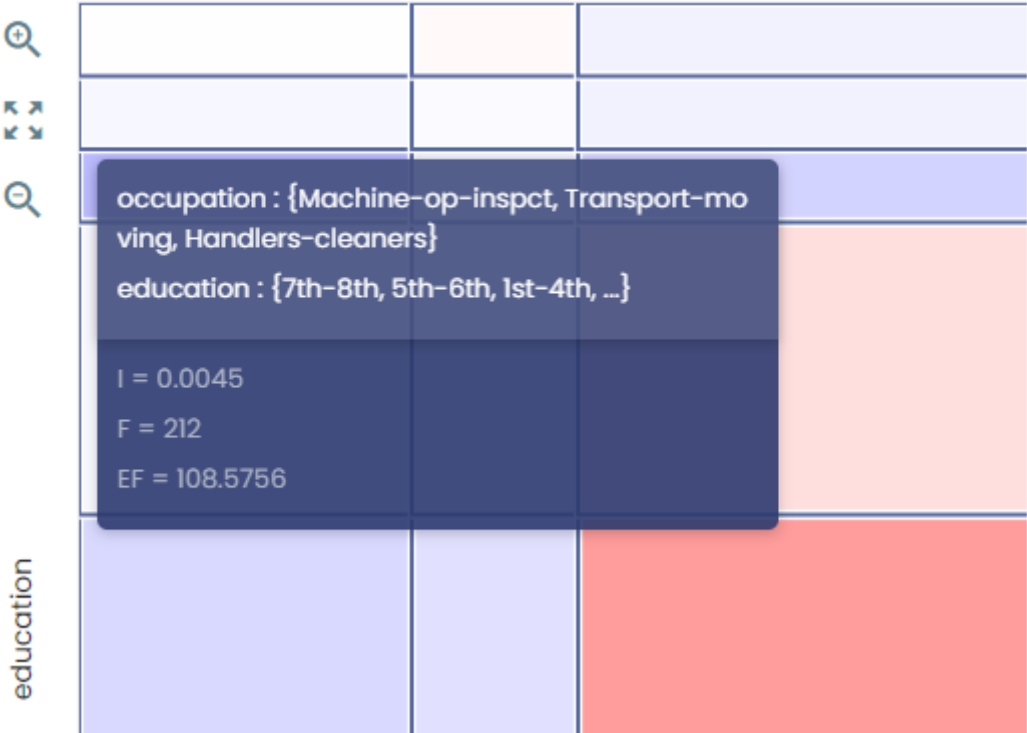 occupation : {Machine-op-inspct, Transport-mo
ving, Handlers-cleaners}
education : {7th-8th, 5th-6th, 1st-4th, ...}
I = 0.0045
F = 212
EF = 108.5756
education